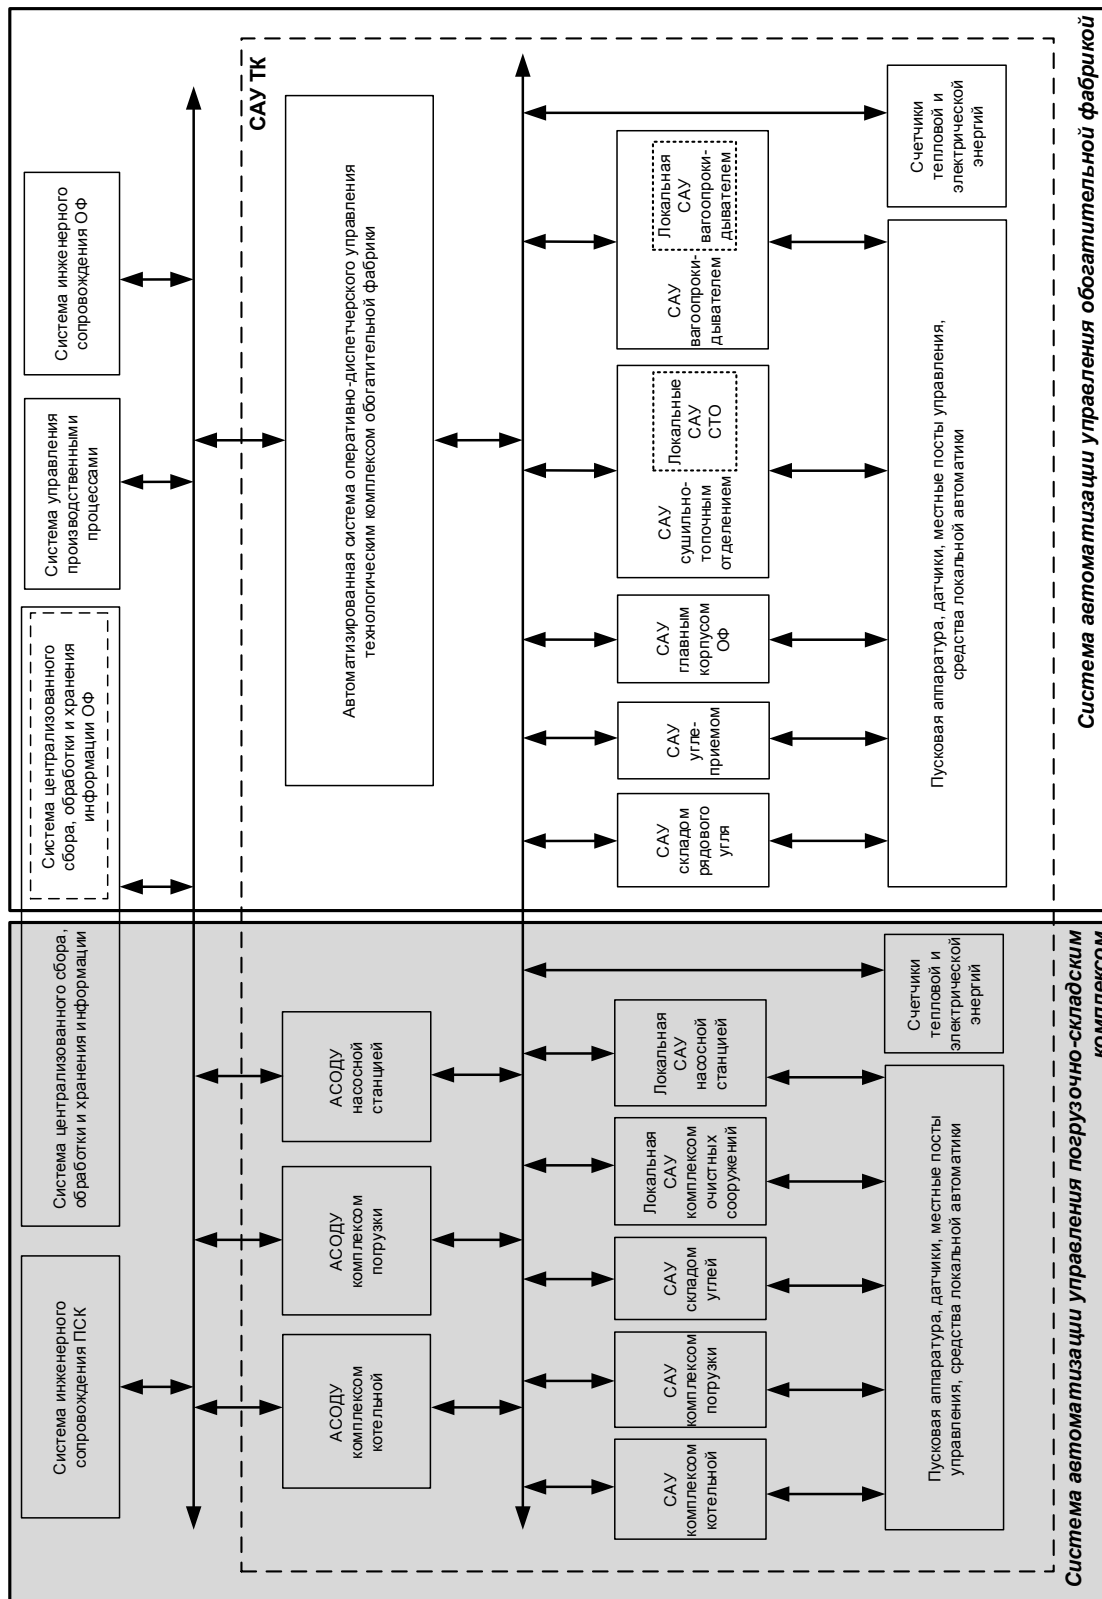 Система инженерного
сопровождения ПСК
Система централизованного сбора,
обработки и хранения информации
Система централизованного
сбора, обработки и хранения
информации ОФ
Система управления
производственными
процессами
Система инженерного
сопровождения ОФ
САУ ТК
АСОДУ
комплексом
котельной
АСОДУ
комплексом
погрузки
АСОДУ
насосной
станцией
Автоматизированная система оперативно-диспетчерского управления
технологическим комплексом обогатительной фабрики
САУ
комплексом
котельной
САУ
комплексом
погрузки
САУ
складом
углей
Локальная
САУ
комплексом
очистных
сооружений
Локальная
САУ
насосной
станцией
САУ
складом
рядового
угля
САУ
угле-
приемом
САУ
главным
корпусом
ОФ
САУ
сушильно-
топочным
отделением
Локальные
САУ
СТО
САУ
вагоопроки-
дывателем
Локальная
САУ
вагоопроки-
дывателем
Пусковая аппаратура, датчики, местные посты
управления, средства локальной автоматики
Счетчики
тепловой и
электрической
энергий
Пусковая аппаратура, датчики, местные посты управления,
средства локальной автоматики
Счетчики
тепловой и
электрической
энергий
Система автоматизации управления погрузочно-складским
комплексом
Система автоматизации управления обогатительной фабрикой